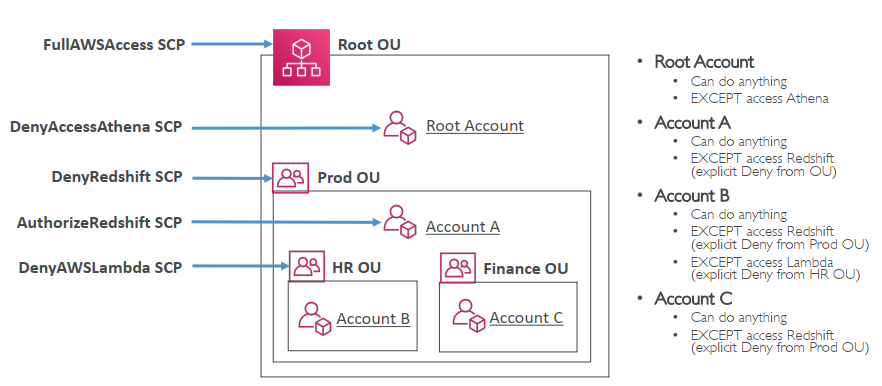 FullAWSAccess SCP
Root OU
DenyAccessAthena SCP
Root Account
DenyRedshift SCP
Prod OU
AuthorizeRedshift SCP
Account A
DenyAWSLambda SCP
HR OU
Finance OU
Account B
Account C
• Root Account
• Can do anything
• EXCEPT access Athena
• Account A
• Can do anything
• EXCEPT access Redshift
(explicit Deny from OU)
• Account B
• Can do anything
• EXCEPT access Redshift
(explicit Deny from Prod OU)
• EXCEPT access Lambda
(explicit Deny from HR OU)
• Account C
• Can do anything
• EXCEPT access Redshift
(explicit Deny from Prod OU)